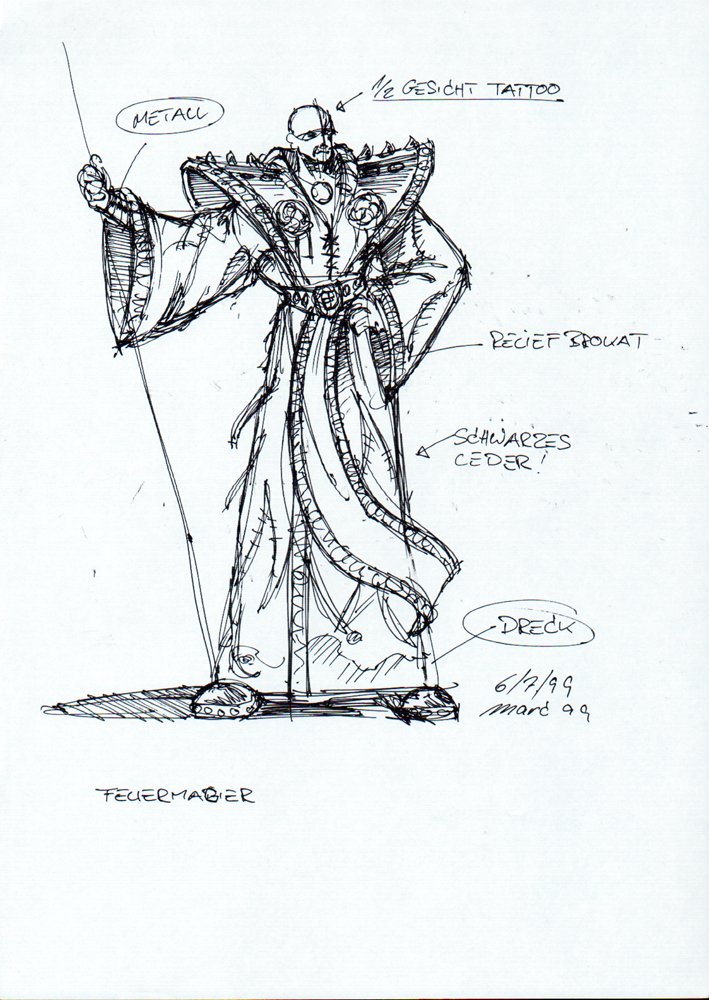 1/2 GESICHT TATTOO
METALL
RELIEF BROKAT
SCHWARZES
LEDER!
DRECK
6/7/99
marc 99
FEUERMAGIER